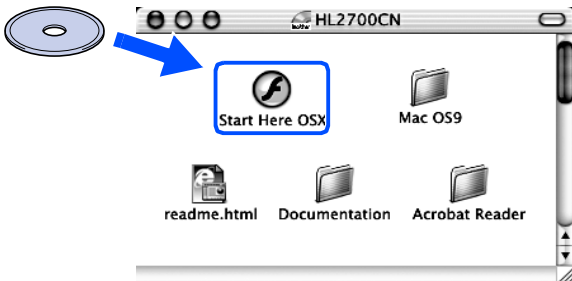 HL2700CN
Start Here OSX
Mac OS9
readme.html
Documentation
Acrobat Reader